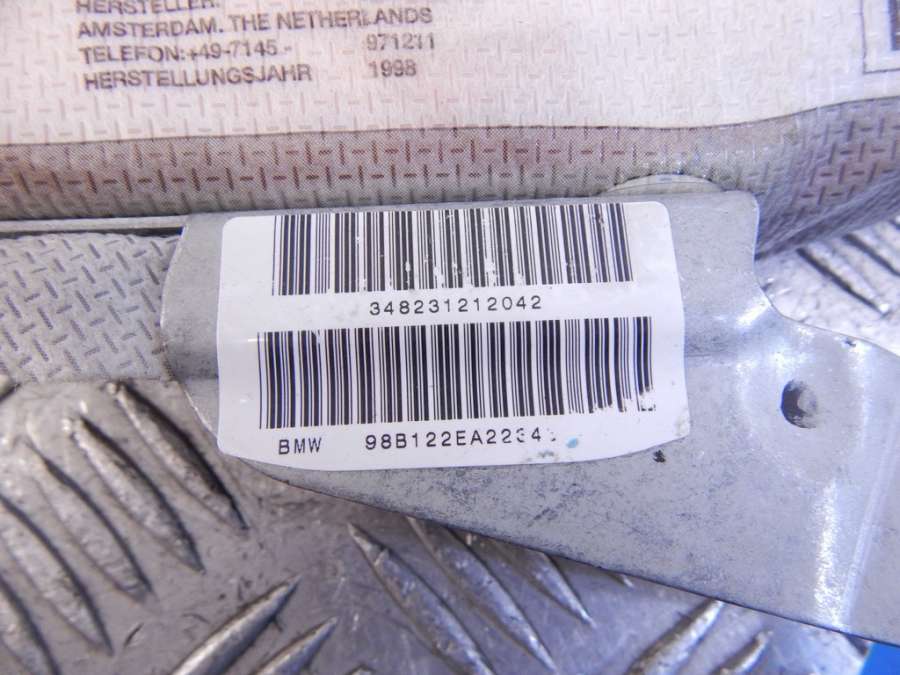 HERSTELLER:
AMSTERDAM. THE NETHERLANDS
TELEFON: +49-7145 - 971211
HERSTELLUNGSJAHR 1998
348231212042
BMW 98B122EA2234